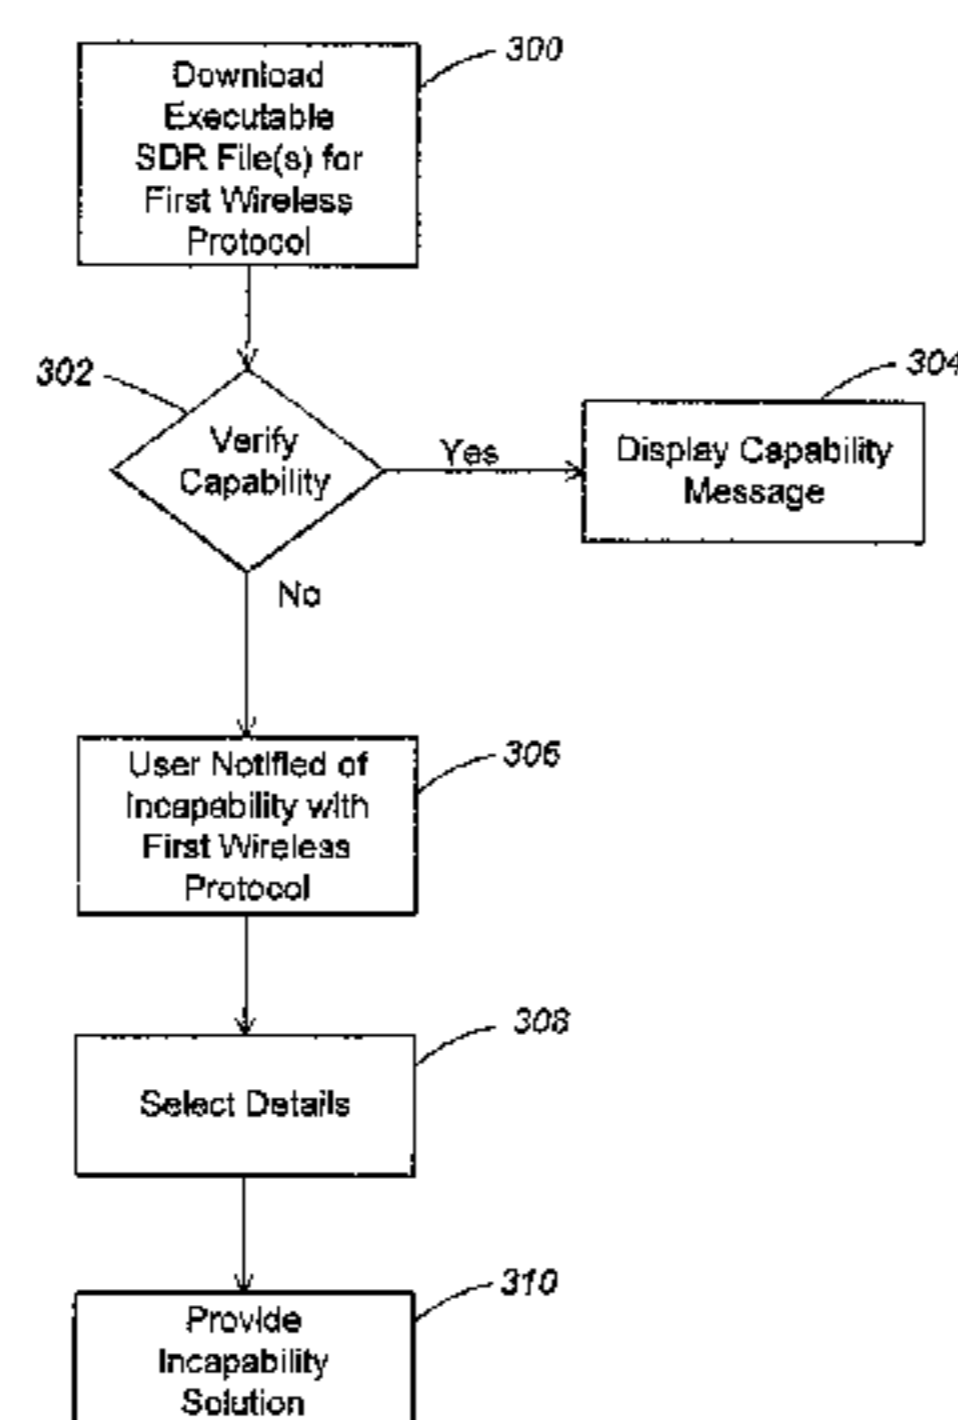 300
Download
Executable
SDR File(s) for
First Wireless
Protocol
302
Verify
Capability
Yes
304
Display Capability
Message
No
306
User Notified of
Incapability with
First Wireless
Protocol
308
Select Details
310
Provide
Incapability
Solution